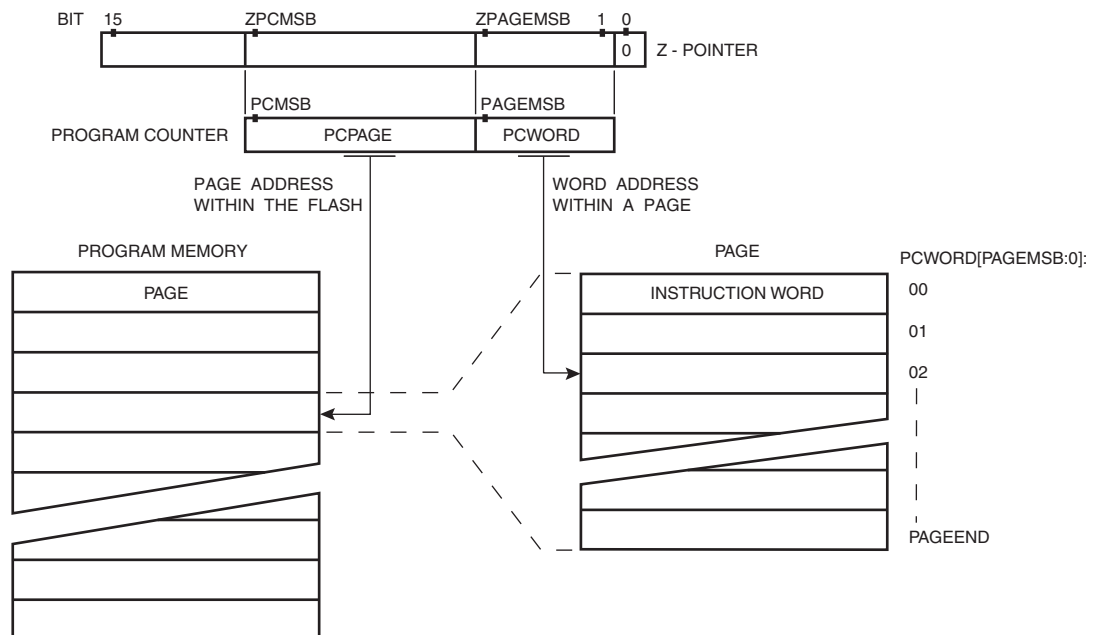 BIT 15 ZPCMSB ZPAGEMSB 1 0
0 Z - POINTER
PCMSB PAGEMSB
PROGRAM COUNTER PCPAGE PCWORD
PAGE ADDRESS
WITHIN THE FLASH
WORD ADDRESS
WITHIN A PAGE
PROGRAM MEMORY
PAGE
PAGE
INSTRUCTION WORD
PCWORD[PAGEMSB:0]:
00
01
02
PAGEEND